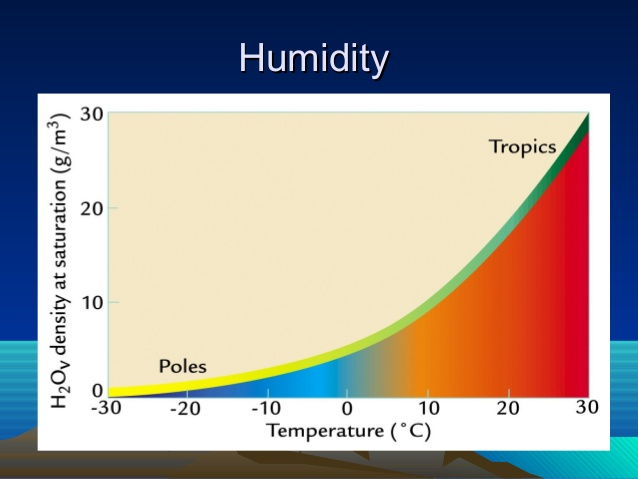 Humidity
H₂Oᵥ density at saturation (g/m³)
30
20
10
0
Tropics
Poles
-30 -20 -10 0 10 20 30
Temperature (˚C)